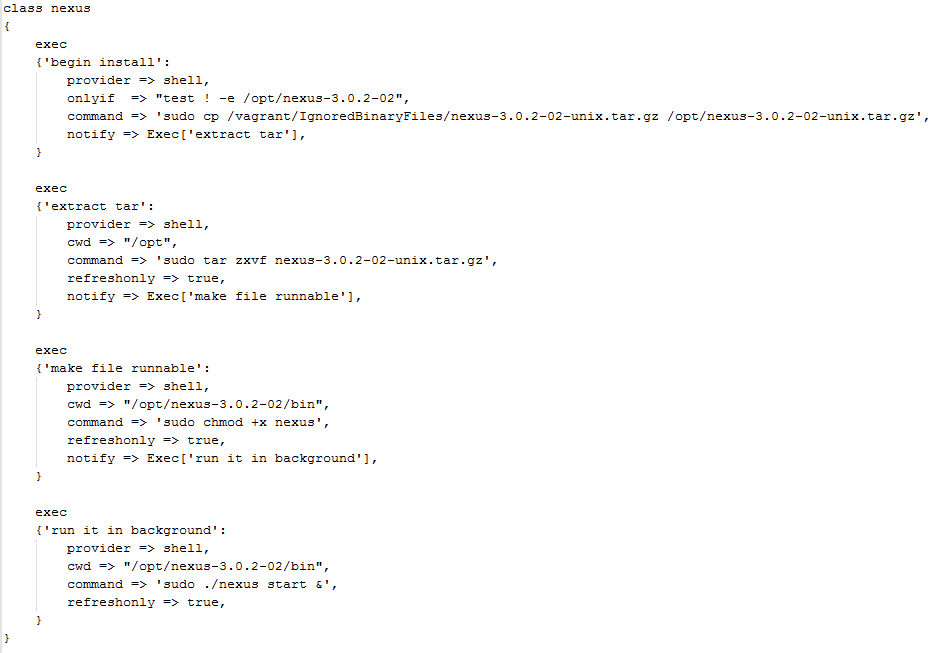 class nexus
{
    exec
    {'begin install':
        provider => shell,
        onlyif  => "test ! -e /opt/nexus-3.0.2-02",
        command => 'sudo cp /vagrant/IgnoredBinaryFiles/nexus-3.0.2-02-unix.tar.gz /opt/nexus-3.0.2-02-unix.tar.gz',
        notify => Exec['extract tar'],
    }

    exec
    {'extract tar':
        provider => shell,
        cwd => "/opt",
        command => 'sudo tar zxvf nexus-3.0.2-02-unix.tar.gz',
        refreshonly => true,
        notify => Exec['make file runnable'],
    }

    exec
    {'make file runnable':
        provider => shell,
        cwd => "/opt/nexus-3.0.2-02/bin",
        command => 'sudo chmod +x nexus',
        refreshonly => true,
        notify => Exec['run it in background'],
    }

    exec
    {'run it in background':
        provider => shell,
        cwd => "/opt/nexus-3.0.2-02/bin",
        command => 'sudo ./nexus start &',
        refreshonly => true,
    }
}